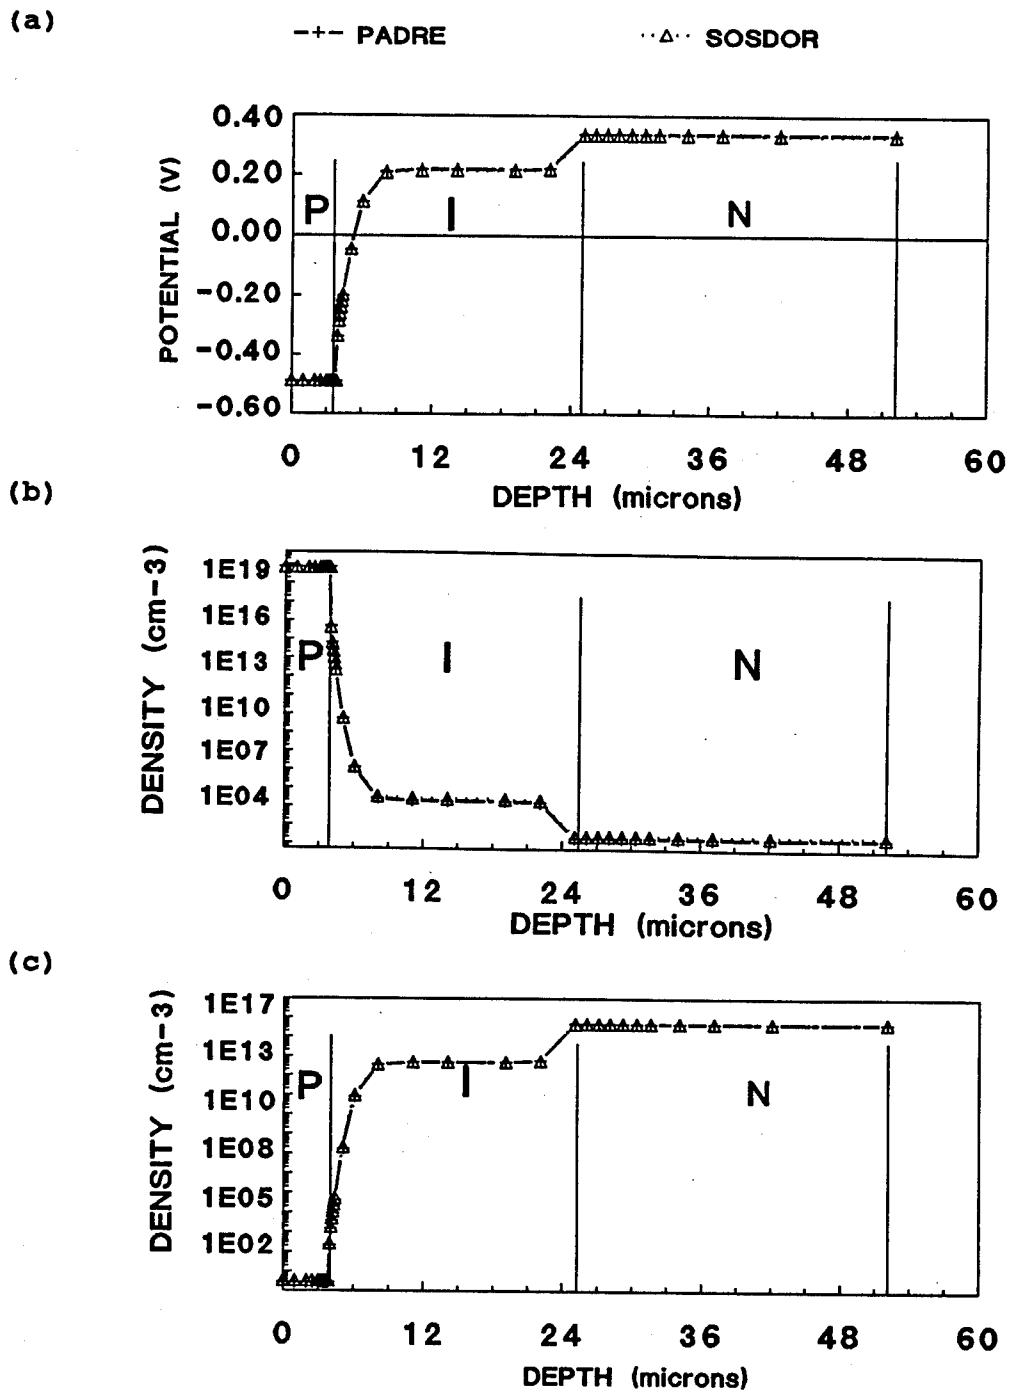 (a)
-+- PADRE ··△·· SOSDOR
0.40
0.20
0.00
-0.20
-0.40
-0.60
POTENTIAL (V)
P I N
0 12 24 36 48 60
DEPTH (microns)
(b)
1E19
1E16
1E13
1E10
1E07
1E04
DENSITY (cm-3)
P I N
0 12 24 36 48 60
DEPTH (microns)
(c)
1E17
1E13
1E10
1E08
1E05
1E02
DENSITY (cm-3)
P I N
0 12 24 36 48 60
DEPTH (microns)